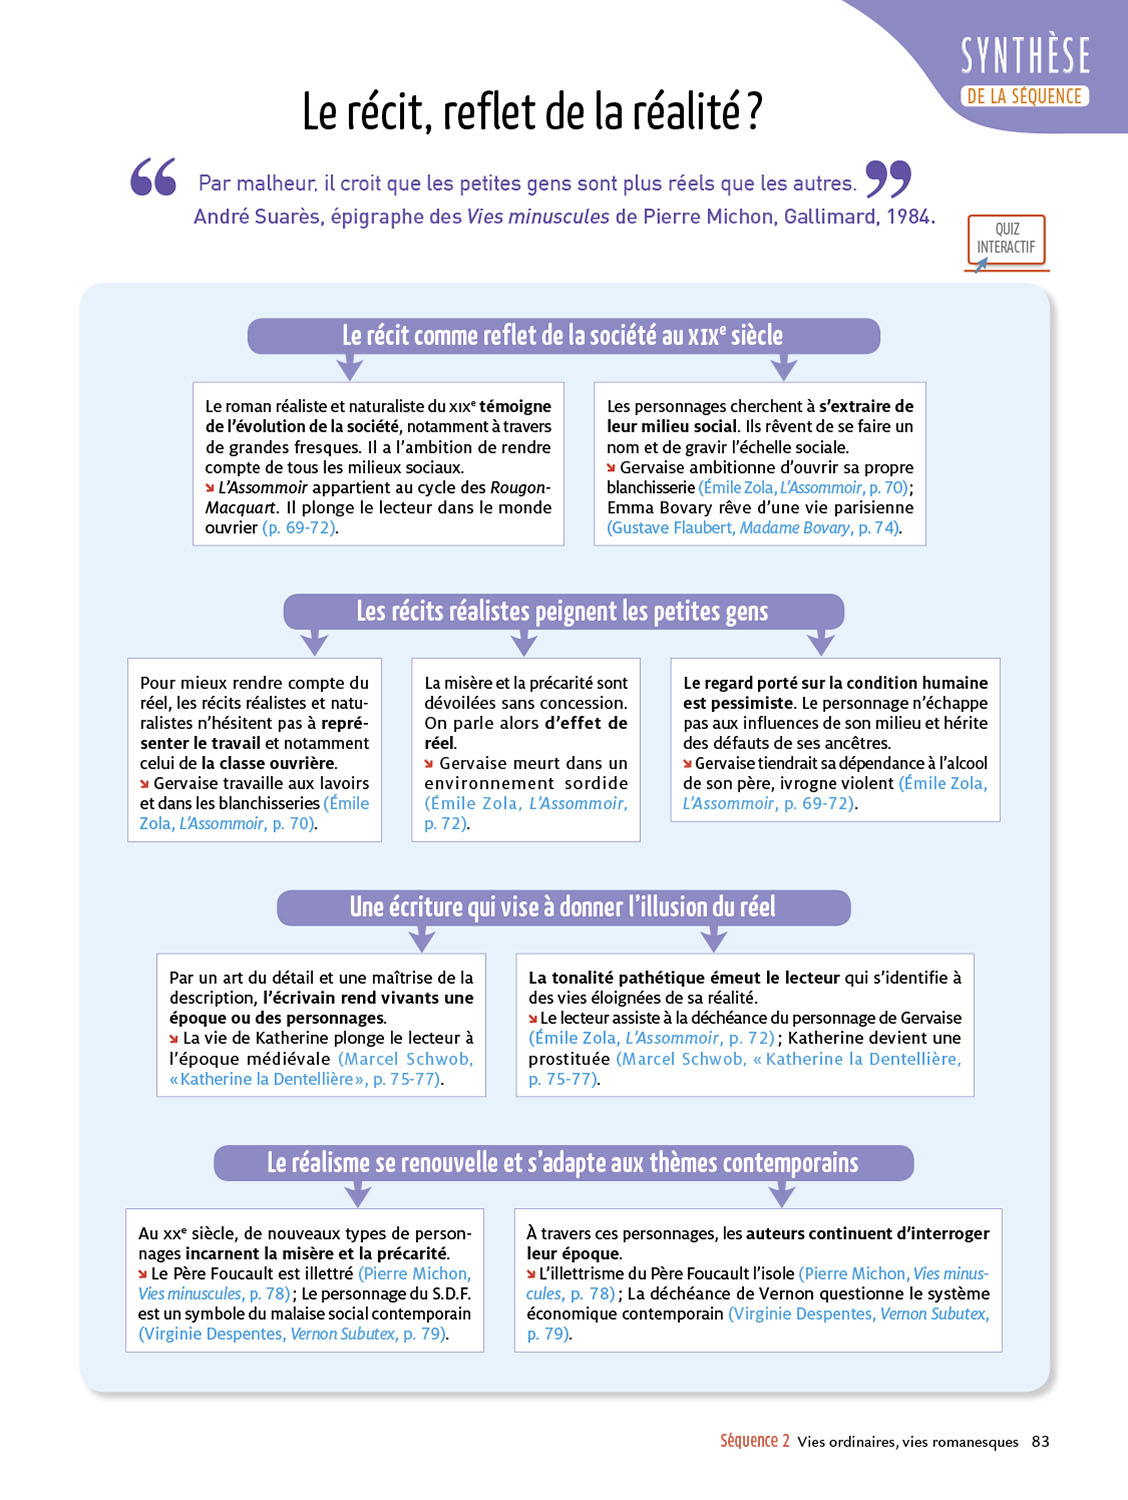 SYNTHÈSE
DE LA SÉQUENCE
Le récit, reflet de la réalité ?
“ Par malheur, il croit que les petites gens sont plus réels que les autres. ”
André Suarès, épigraphe des Vies minuscules de Pierre Michon, Gallimard, 1984.
QUIZ
INTERACTIF
Le récit comme reflet de la société au XIXe siècle
Le roman réaliste et naturaliste du XIXe témoigne
de l’évolution de la société, notamment à travers
de grandes fresques. Il a l’ambition de rendre
compte de tous les milieux sociaux.
↘ L’Assommoir appartient au cycle des Rougon-
Macquart. Il plonge le lecteur dans le monde
ouvrier (p. 69-72).
Les personnages cherchent à s’extraire de
leur milieu social. Ils rêvent de se faire un
nom et de gravir l’échelle sociale.
↘ Gervaise ambitionne d’ouvrir sa propre
blanchisserie (Émile Zola, L’Assommoir, p. 70) ;
Emma Bovary rêve d’une vie parisienne
(Gustave Flaubert, Madame Bovary, p. 74).
Les récits réalistes peignent les petites gens
Pour mieux rendre compte du
réel, les récits réalistes et natu-
ralistes n’hésitent pas à repré-
senter le travail et notamment
celui de la classe ouvrière.
↘ Gervaise travaille aux lavoirs
et dans les blanchisseries (Émile
Zola, L’Assommoir, p. 70).
La misère et la précarité sont
dévoilées sans concession.
On parle alors d’effet de
réel.
↘ Gervaise meurt dans un
environnement sordide
(Émile Zola, L’Assommoir,
p. 72).
Le regard porté sur la condition humaine
est pessimiste. Le personnage n’échappe
pas aux influences de son milieu et hérite
des défauts de ses ancêtres.
↘ Gervaise tiendrait sa dépendance à l’alcool
de son père, ivrogne violent (Émile Zola,
L’Assommoir, p. 69-72).
Une écriture qui vise à donner l’illusion du réel
Par un art du détail et une maîtrise de la
description, l’écrivain rend vivants une
époque ou des personnages.
↘ La vie de Katherine plonge le lecteur à
l’époque médiévale (Marcel Schwob,
« Katherine la Dentellière », p. 75-77).
La tonalité pathétique émeut le lecteur qui s’identifie à
des vies éloignées de sa réalité.
↘ Le lecteur assiste à la déchéance du personnage de Gervaise
(Émile Zola, L’Assommoir, p. 72) ; Katherine devient une
prostituée (Marcel Schwob, « Katherine la Dentellière,
p. 75-77).
Le réalisme se renouvelle et s’adapte aux thèmes contemporains
Au XXe siècle, de nouveaux types de person-
nages incarnent la misère et la précarité.
↘ Le Père Foucault est illettré (Pierre Michon,
Vies minuscules, p. 78) ; Le personnage du S.D.F.
est un symbole du malaise social contemporain
(Virginie Despentes, Vernon Subutex, p. 79).
À travers ces personnages, les auteurs continuent d’interroger
leur époque.
↘ L’illettrisme du Père Foucault l’isole (Pierre Michon, Vies minus-
cules, p. 78) ; La déchéance de Vernon questionne le système
économique contemporain (Virginie Despentes, Vernon Subutex,
p. 79).
Séquence 2 Vies ordinaires, vies romanesques 83